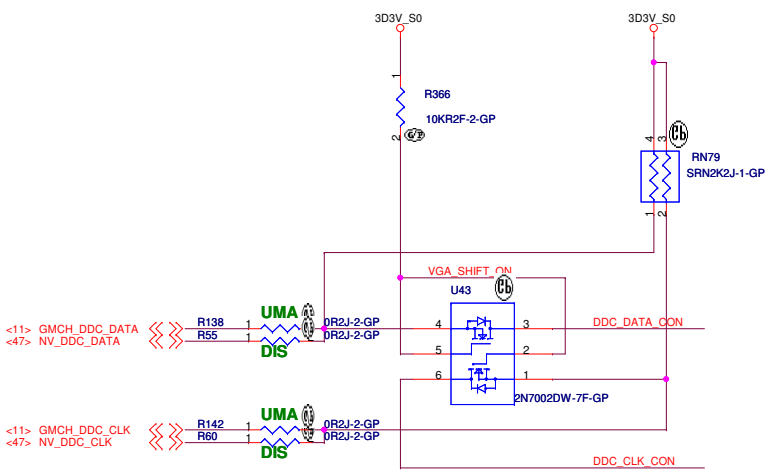 3D3V_S0
3D3V_S0
1
R366
10KR2F-2-GP
2
4
3
RN79
SRN2K2J-1-GP
1
2
VGA_SHIFT_ON
U43
UMA
<11> GMCH_DDC_DATA
R138
1
0R2J-2-GP
4
3
DDC_DATA_CON
<47> NV_DDC_DATA
R55
1
0R2J-2-GP
DIS
5
2
6
1
2N7002DW-7F-GP
UMA
<11> GMCH_DDC_CLK
R142
1
0R2J-2-GP
<47> NV_DDC_CLK
R60
1
0R2J-2-GP
DIS
DDC_CLK_CON